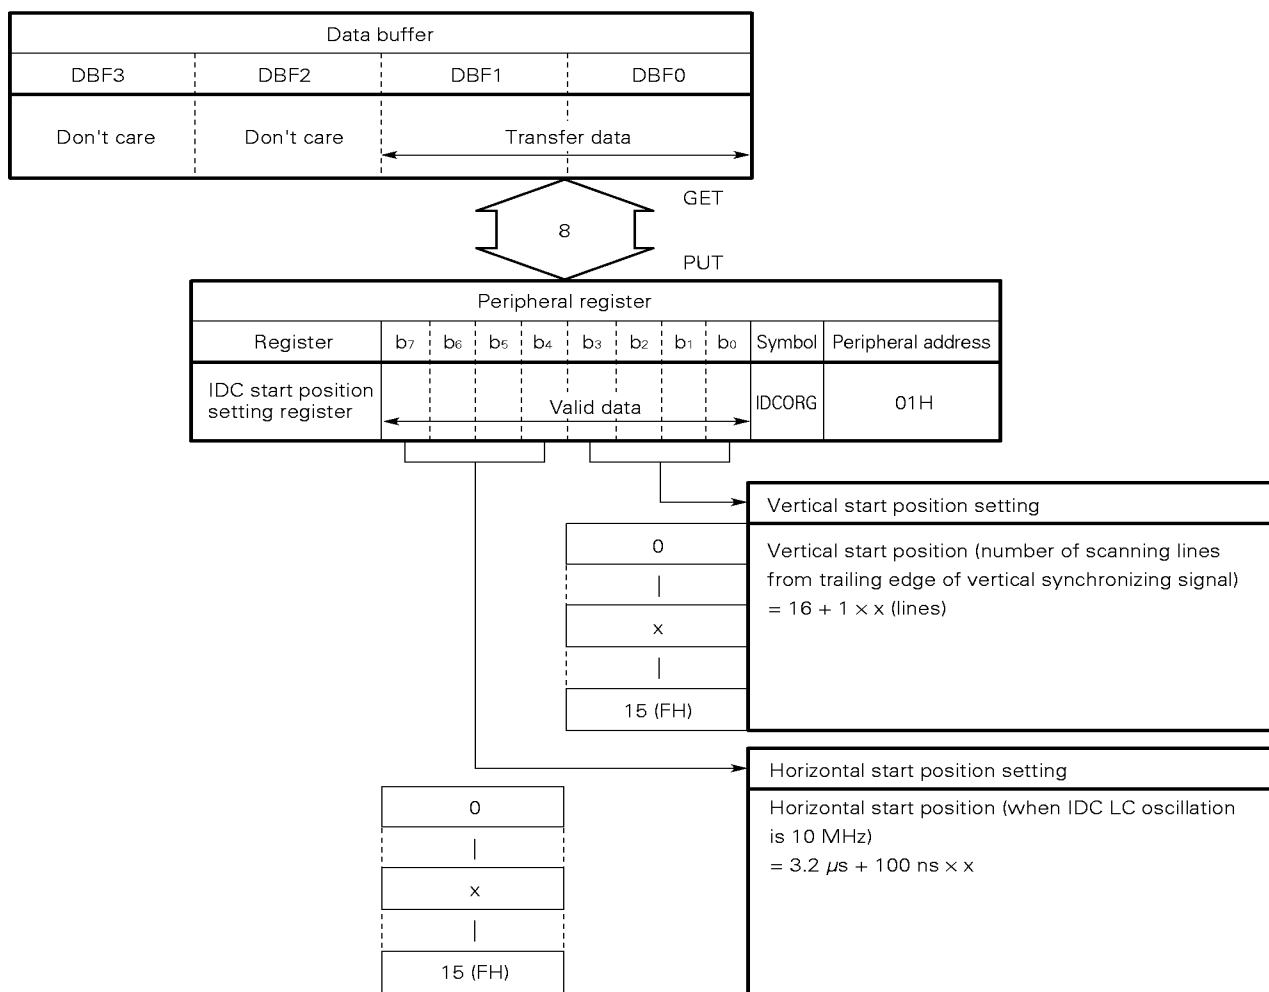 Data buffer
DBF3 DBF2 DBF1 DBF0
Don't care Don't care Transfer data
GET
8
PUT
Peripheral register
Register b7 b6 b5 b4 b3 b2 b1 b0 Symbol Peripheral address
IDC start position
setting register
Valid data IDCORG 01H
Vertical start position setting
0
|
x
|
15 (FH)
Vertical start position (number of scanning lines
from trailing edge of vertical synchronizing signal)
= 16 + 1 × x (lines)
Horizontal start position setting
0
|
x
|
15 (FH)
Horizontal start position (when IDC LC oscillation
is 10 MHz)
= 3.2 µs + 100 ns × x